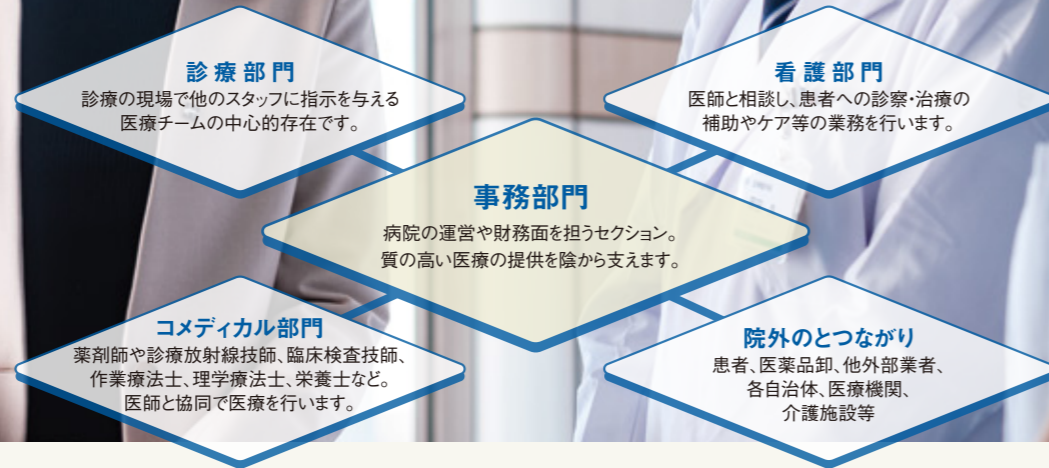 診療部門
診療の現場で他のスタッフに指示を与える
医療チームの中心的存在です。
看護部門
医師と相談し、患者への診察・治療の
補助やケア等の業務を行います。
事務部門
病院の運営や財務面を担うセクション。
質の高い医療の提供を陰から支えます。
コメディカル部門
薬剤師や診療放射線技師、臨床検査技師、
作業療法士、理学療法士、栄養士など。
医師と協同で医療を行います。
院外のとつながり
患者、医薬品卸、他外部業者、
各自治体、医療機関、
介護施設等